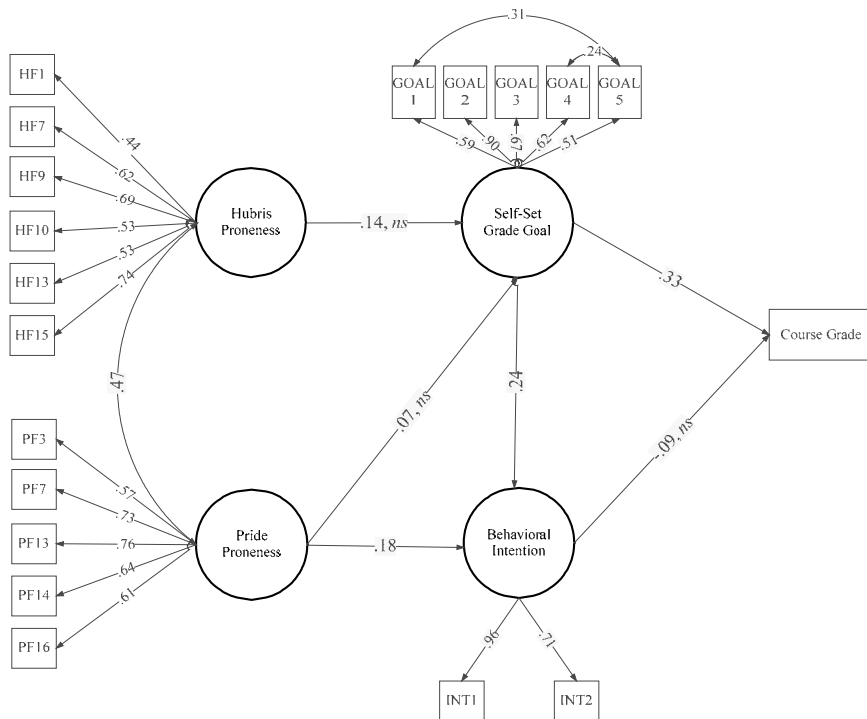 .31
.24
HF1
HF7
HF9
HF10
HF13
HF15
GOAL
1
GOAL
2
GOAL
3
GOAL
4
GOAL
5
.44
.62
.69
.53
.53
.74
.59
.90
.97
.62
.51
Hubris
Proneness
.14, ns
Self-Set
Grade Goal
.33
Course Grade
.47
.07, ns
.24
-.09, ns
PF3
PF7
PF13
PF14
PF16
.57
.73
.76
.64
.61
Pride
Proneness
.18
Behavioral
Intention
.96
.71
INT1
INT2